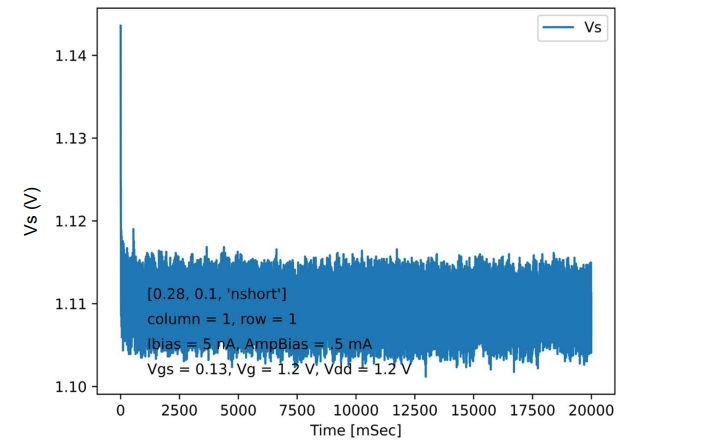 Vs
1.14
1.13
1.12
1.11
1.10
Vs (V)
[0.28, 0.1, 'nshort']
column = 1, row = 1
Ibias = 5 nA, AmpBias = .5 mA
Vgs = 0.13, Vg = 1.2 V, Vdd = 1.2 V
0 2500 5000 7500 10000 12500 15000 17500 20000
Time [mSec]